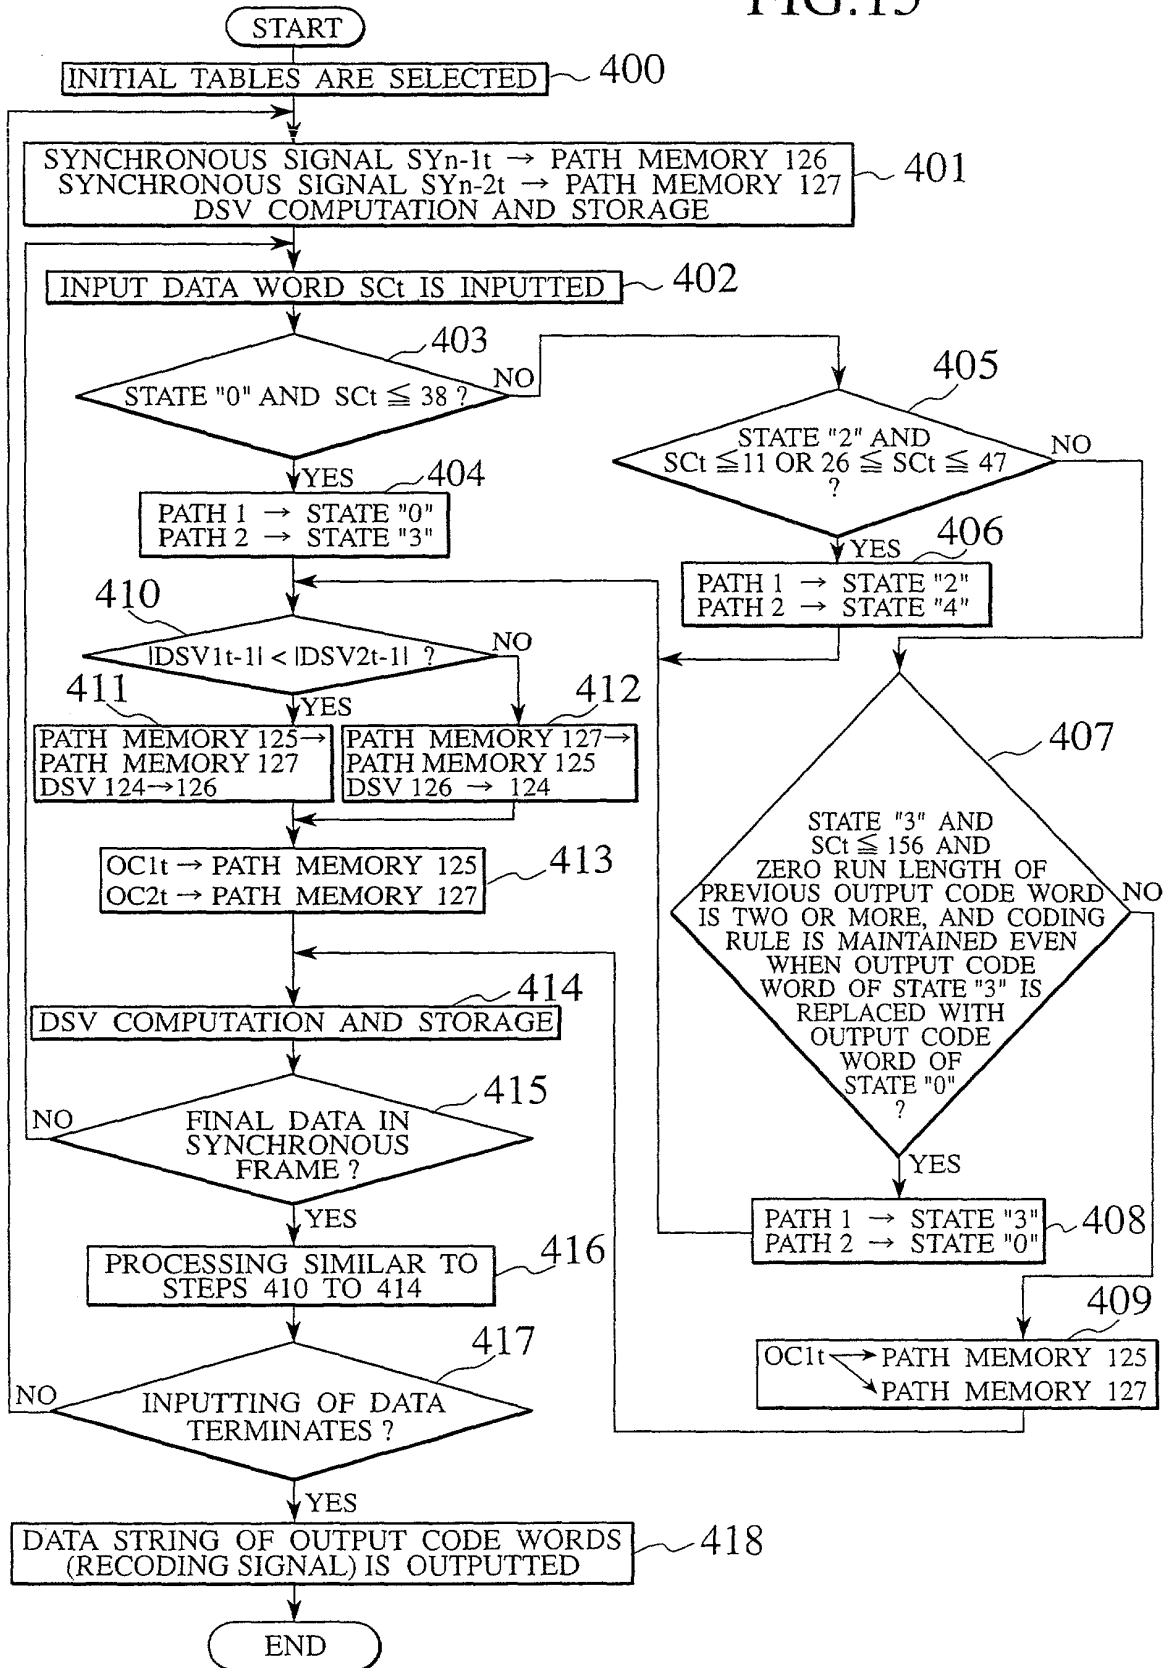 FIG.15
START
INITIAL TABLES ARE SELECTED
400
SYNCHRONOUS SIGNAL SYn-1t → PATH MEMORY 126
SYNCHRONOUS SIGNAL SYn-2t → PATH MEMORY 127
DSV COMPUTATION AND STORAGE
401
INPUT DATA WORD SCt IS INPUTTED
402
403
STATE "0" AND SCt ≦ 38 ?
NO
YES
404
PATH 1 → STATE "0"
PATH 2 → STATE "3"
405
STATE "2" AND
SCt ≦11 OR 26 ≦ SCt ≦ 47
?
NO
YES
406
PATH 1 → STATE "2"
PATH 2 → STATE "4"
407
STATE "3" AND
SCt ≦ 156 AND
ZERO RUN LENGTH OF
PREVIOUS OUTPUT CODE WORD
IS TWO OR MORE, AND CODING
RULE IS MAINTAINED EVEN
WHEN OUTPUT CODE
WORD OF STATE "3" IS
REPLACED WITH
OUTPUT CODE
WORD OF
STATE "0"
?
NO
YES
PATH 1 → STATE "3"
PATH 2 → STATE "0"
408
409
OC1t → PATH MEMORY 125
PATH MEMORY 127
410
|DSV1t-1| < |DSV2t-1| ?
NO
YES
411
PATH MEMORY 125→
PATH MEMORY 127
DSV 124→126
412
PATH MEMORY 127→
PATH MEMORY 125
DSV 126 → 124
OC1t → PATH MEMORY 125
OC2t → PATH MEMORY 127
413
414
DSV COMPUTATION AND STORAGE
415
FINAL DATA IN
SYNCHRONOUS
FRAME ?
NO
YES
PROCESSING SIMILAR TO
STEPS 410 TO 414
416
417
INPUTTING OF DATA
TERMINATES ?
NO
YES
DATA STRING OF OUTPUT CODE WORDS
(RECODING SIGNAL) IS OUTPUTTED
418
END